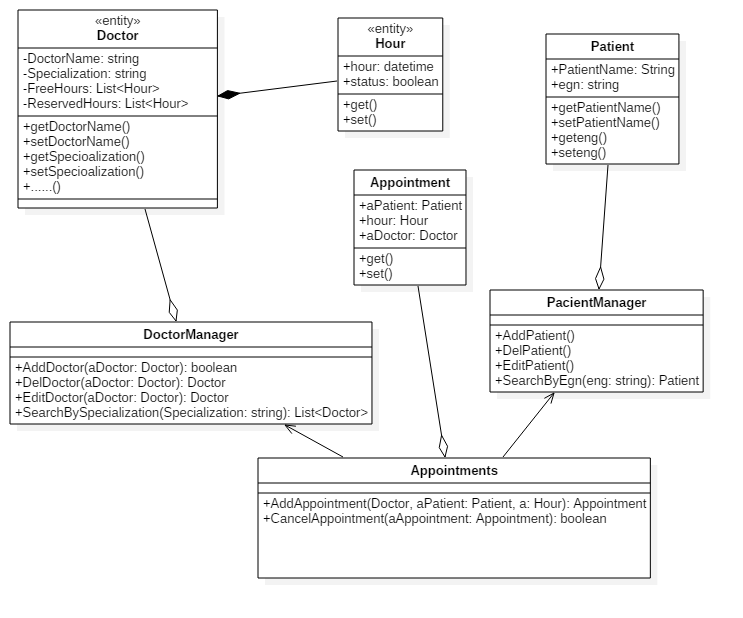 «entity»
Doctor
-DoctorName: string
-Specialization: string
-FreeHours: List<Hour>
-ReservedHours: List<Hour>
+getDoctorName()
+setDoctorName()
+getSpecioalization()
+setSpecioalization()
+......()
«entity»
Hour
+hour: datetime
+status: boolean
+get()
+set()
Patient
+PatientName: String
+egn: string
+getPatientName()
+setPatientName()
+geteng()
+seteng()
Appointment
+aPatient: Patient
+hour: Hour
+aDoctor: Doctor
+get()
+set()
DoctorManager
+AddDoctor(aDoctor: Doctor): boolean
+DelDoctor(aDoctor: Doctor): Doctor
+EditDoctor(aDoctor: Doctor): Doctor
+SearchBySpecialization(Specialization: string): List<Doctor>
PacientManager
+AddPatient()
+DelPatient()
+EditPatient()
+SearchByEgn(eng: string): Patient
Appointments
+AddAppointment(Doctor, aPatient: Patient, a: Hour): Appointment
+CancelAppointment(aAppointment: Appointment): boolean